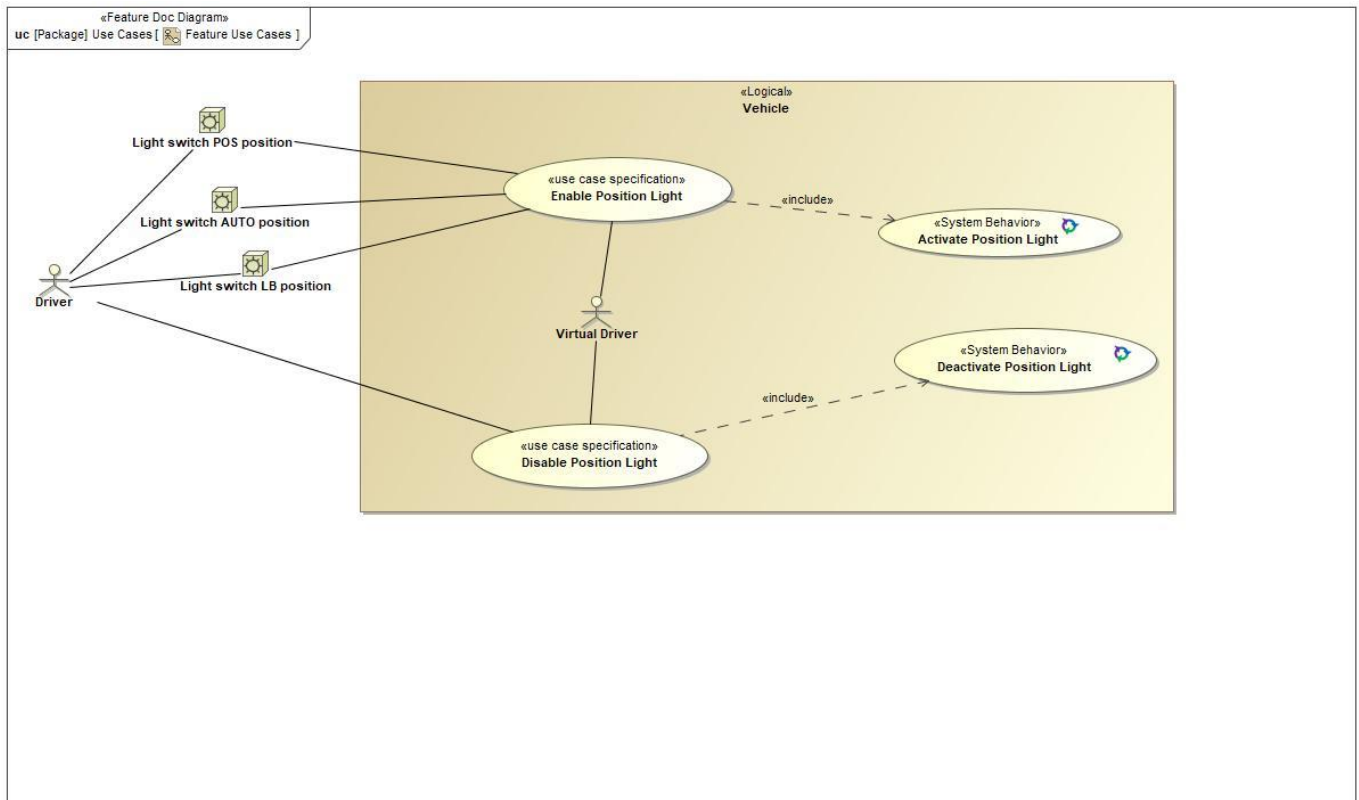 «Feature Doc Diagram»
uc [Package] Use Cases [ Feature Use Cases ]
«Logical»
Vehicle
Light switch POS position
«use case specification»
Enable Position Light
«include»
Light switch AUTO position
«System Behavior»
Activate Position Light
Light switch LB position
Driver
Virtual Driver
«System Behavior»
Deactivate Position Light
«include»
«use case specification»
Disable Position Light